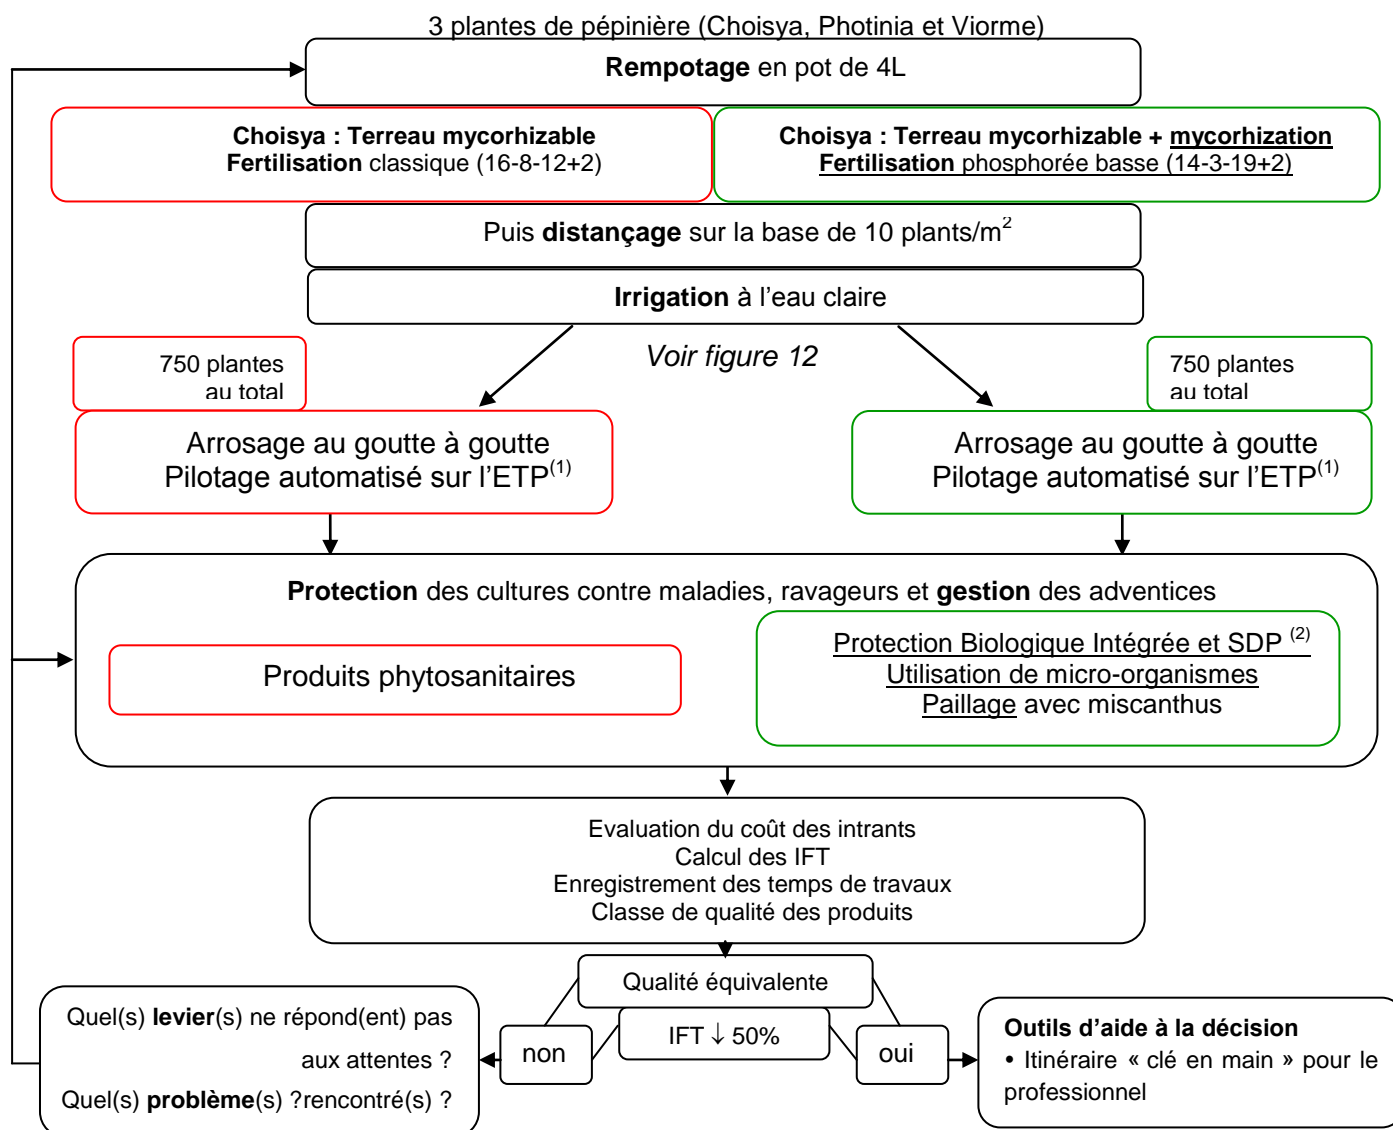 3 plantes de pépinière (Choisya, Photinia et Viorme)
Rempotage en pot de 4L
Choisya : Terreau mycorhizable
Fertilisation classique (16-8-12+2)
Choisya : Terreau mycorhizable + mycorhization
Fertilisation phosphorée basse (14-3-19+2)
Puis distançage sur la base de 10 plants/m²
Irrigation à l’eau claire
Voir figure 12
750 plantes
au total
750 plantes
au total
Arrosage au goutte à goutte
Pilotage automatisé sur l’ETP(1)
Arrosage au goutte à goutte
Pilotage automatisé sur l’ETP(1)
Protection des cultures contre maladies, ravageurs et gestion des adventices
Produits phytosanitaires
Protection Biologique Intégrée et SDP (2)
Utilisation de micro-organismes
Paillage avec miscanthus
Evaluation du coût des intrants
Calcul des IFT
Enregistrement des temps de travaux
Classe de qualité des produits
Qualité équivalente
IFT ↓ 50%
non
oui
Quel(s) levier(s) ne répond(ent) pas
aux attentes ?
Quel(s) problème(s) ?rencontré(s) ?
Outils d’aide à la décision
• Itinéraire « clé en main » pour le
professionnel